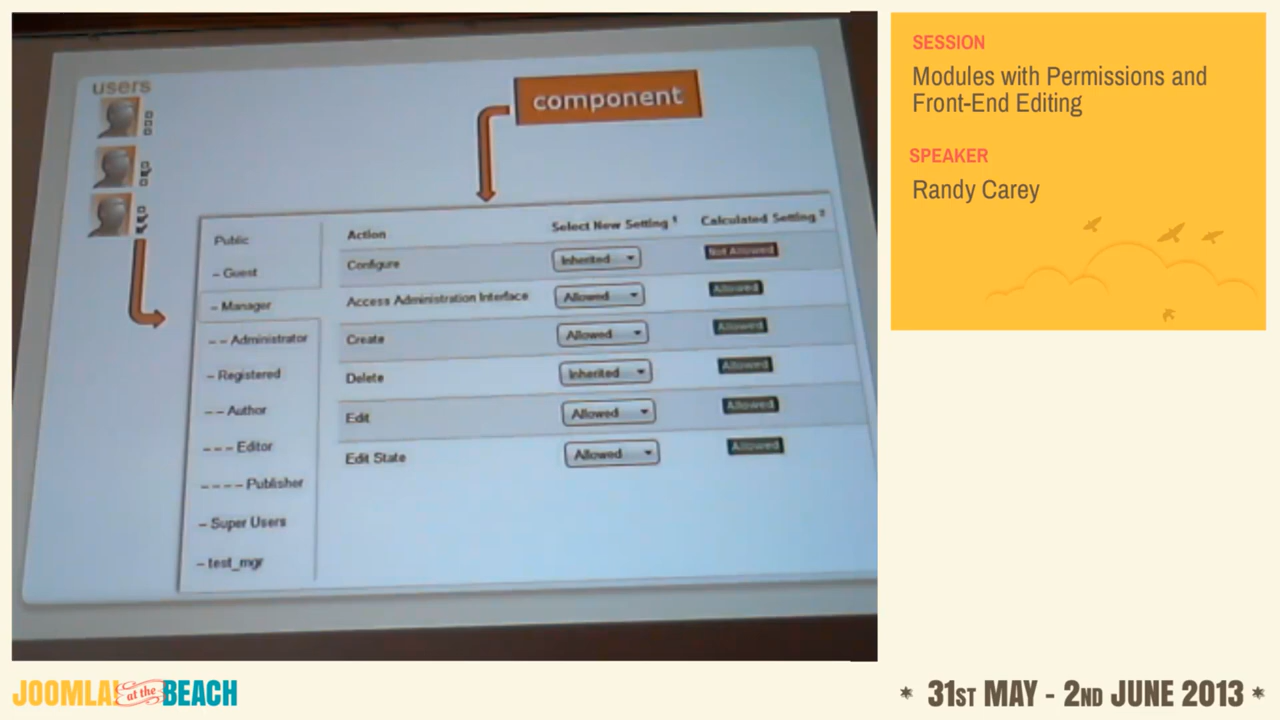 users
component
Public
– Guest
– Manager
– – Administrator
– Registered
– – Author
– – – Editor
– – – – Publisher
– Super Users
– test_mgr
Action Select New Setting ¹ Calculated Setting ²
Configure Inherited Not Allowed
Access Administration Interface Allowed Allowed
Create Allowed Allowed
Delete Inherited Allowed
Edit Allowed Allowed
Edit State Allowed Allowed
SESSION
Modules with Permissions and
Front-End Editing
SPEAKER
Randy Carey
JOOMLA! at the BEACH
* 31ST MAY - 2ND JUNE 2013 *